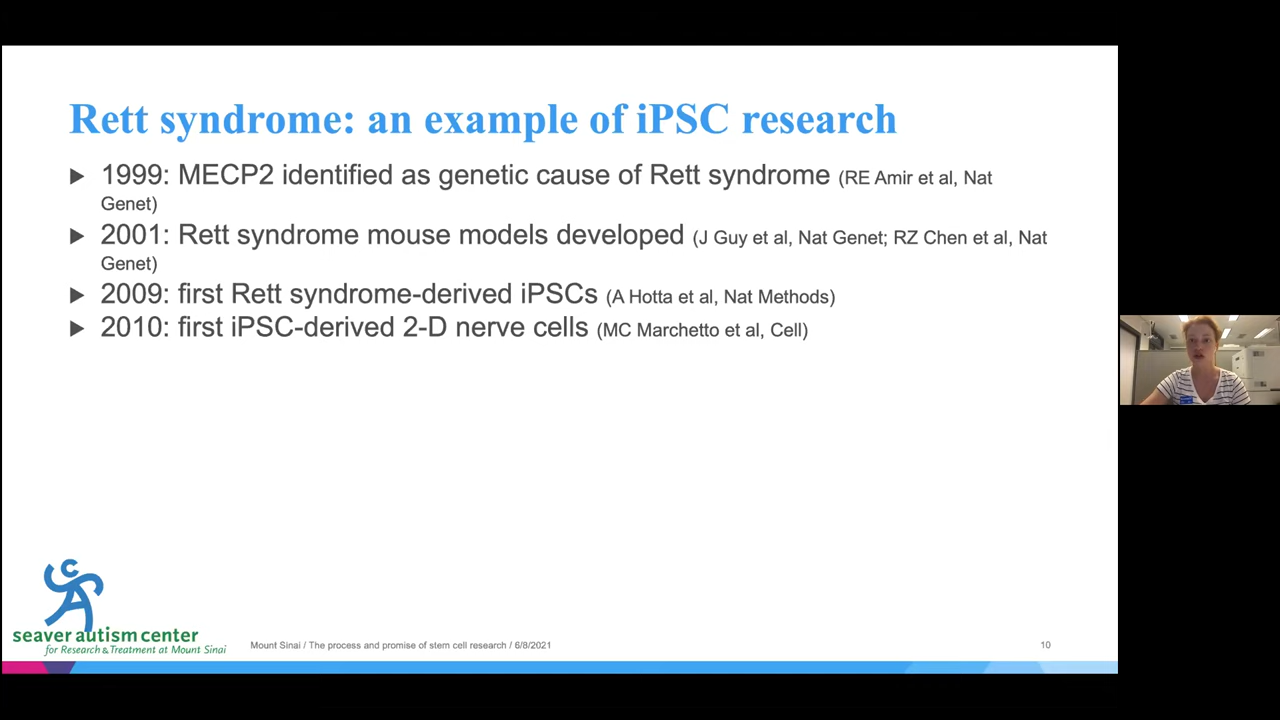 Rett syndrome: an example of iPSC research
▶ 1999: MECP2 identified as genetic cause of Rett syndrome (RE Amir et al, Nat
Genet)
▶ 2001: Rett syndrome mouse models developed (J Guy et al, Nat Genet; RZ Chen et al, Nat
Genet)
▶ 2009: first Rett syndrome-derived iPSCs (A Hotta et al, Nat Methods)
▶ 2010: first iPSC-derived 2-D nerve cells (MC Marchetto et al, Cell)
seaver autism center
for Research & Treatment at Mount Sinai
Mount Sinai / The process and promise of stem cell research / 6/8/2021
10